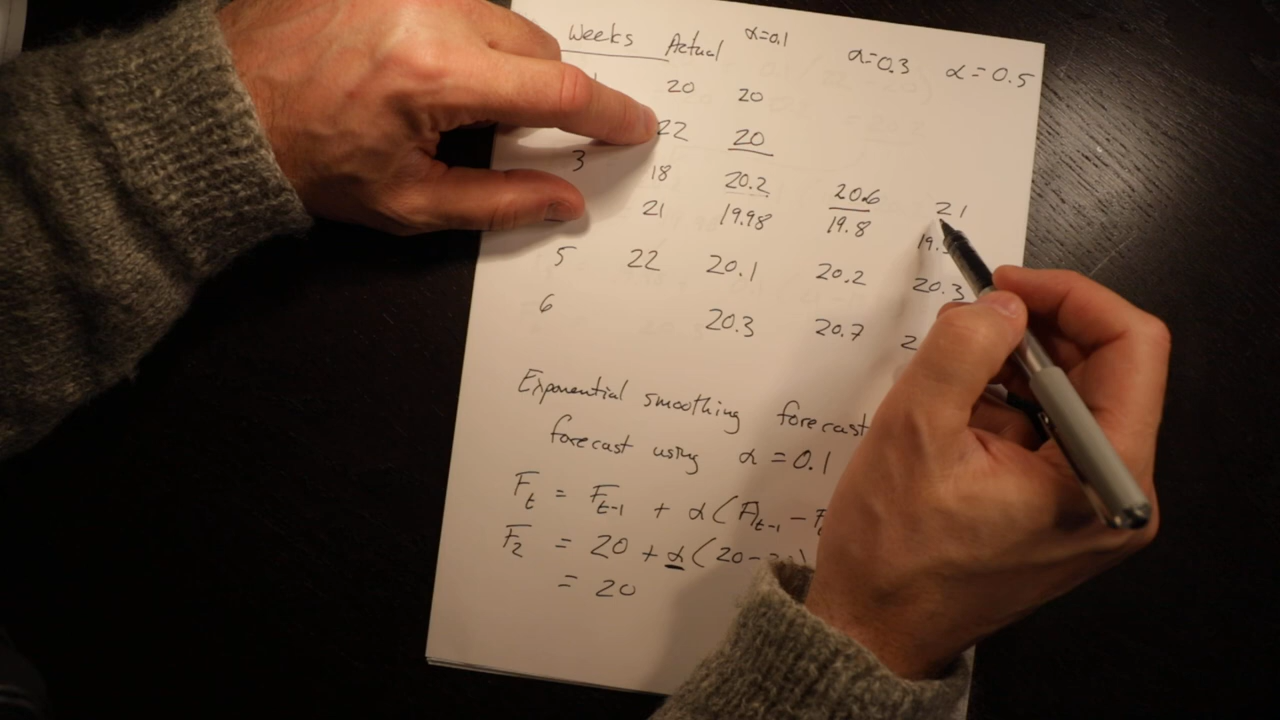 Weeks Actual α=0.1 α=0.3 α=0.5
20 20
22 20
3 18 20.2 20.6 21
21 19.98 19.8
5 22 20.1 20.2 20.3
6 20.3 20.7
Exponential smoothing forecast
forecast using α = 0.1
Ft = Ft-1 + α(At-1 -
F2 = 20 + α(20-
= 20